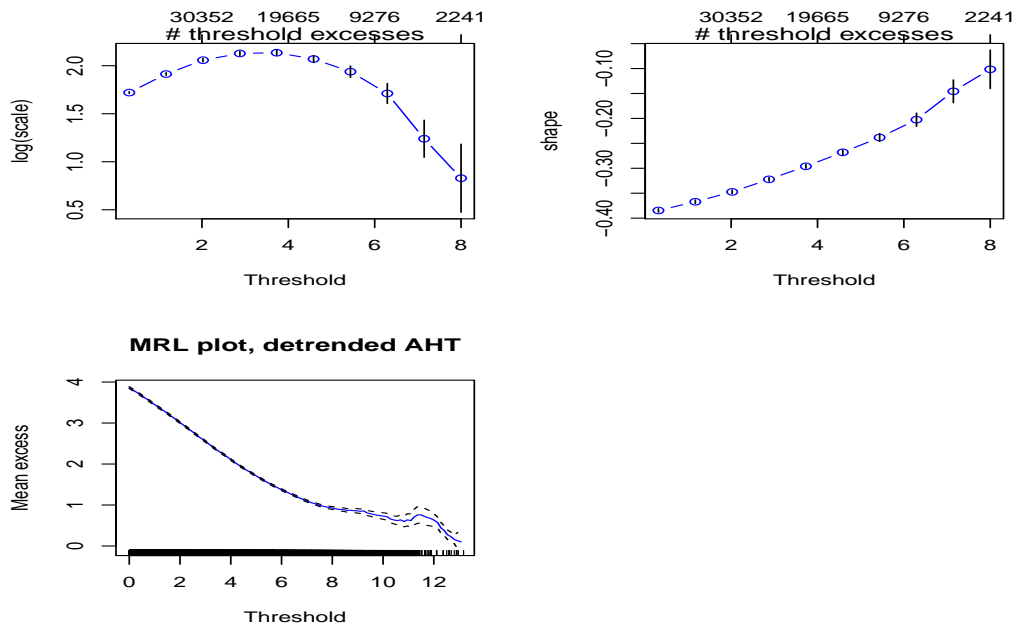 30352 19665 9276 2241
# threshold excesses
log(scale)
2.0
1.5
1.0
0.5
2 4 6 8
Threshold
30352 19665 9276 2241
# threshold excesses
shape
−0.10
−0.20
−0.30
−0.40
2 4 6 8
Threshold
MRL plot, detrended AHT
Mean excess
4
3
2
1
0
0 2 4 6 8 10 12
Threshold